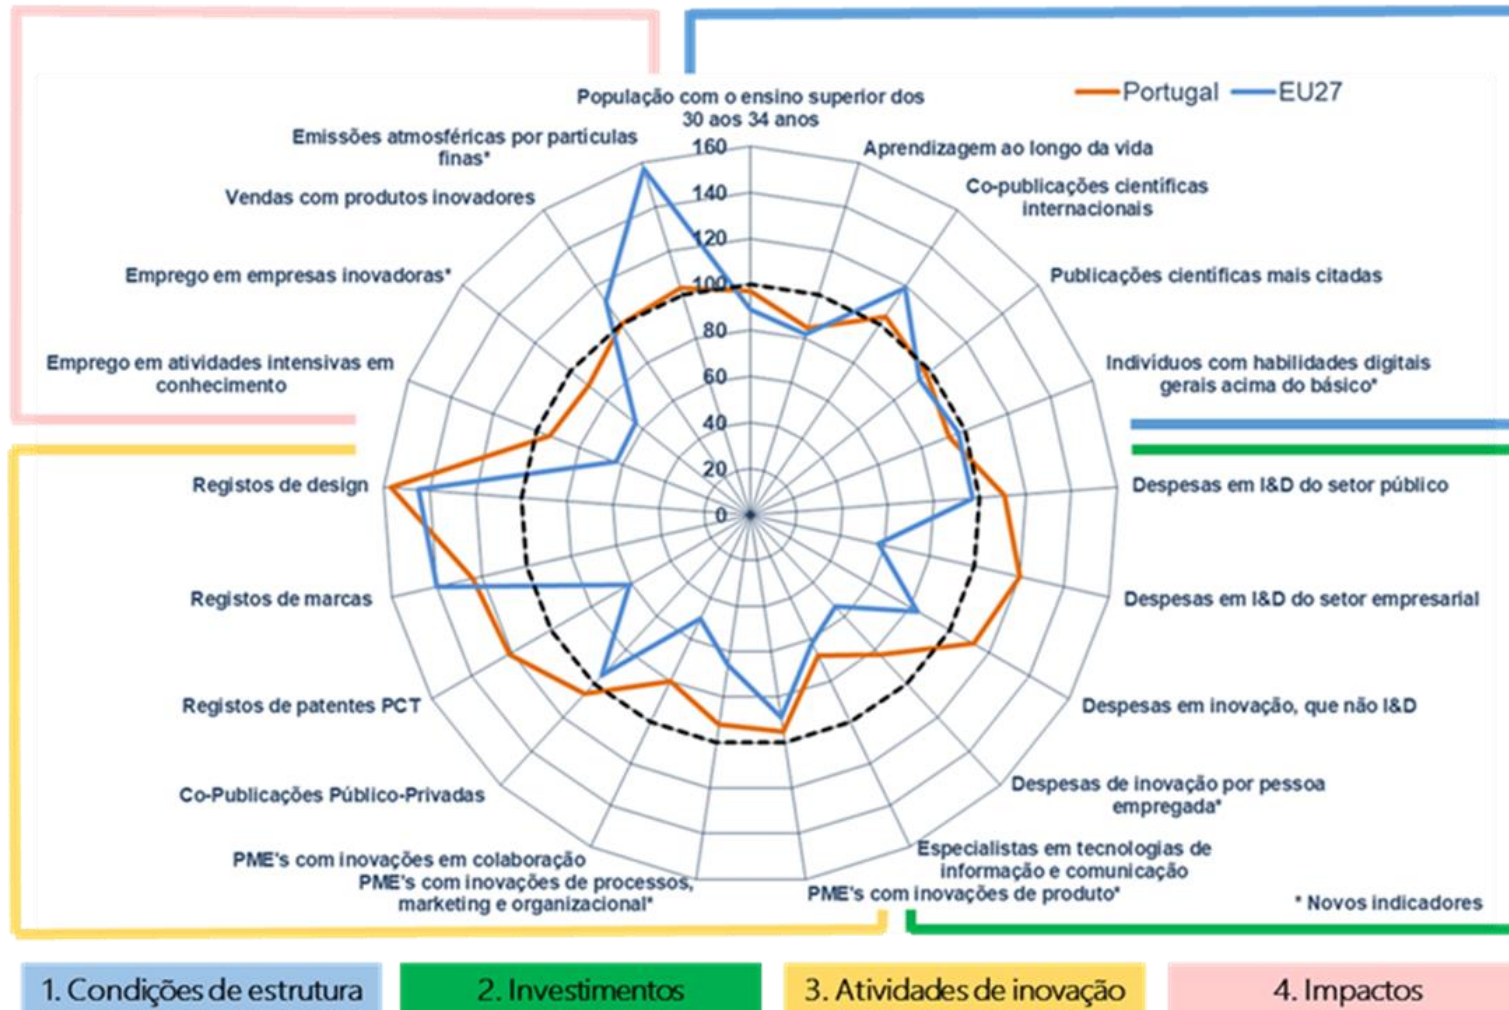 Portugal
EU27
População com o ensino superior dos
30 aos 34 anos
Aprendizagem ao longo da vida
Co-publicações científicas
internacionais
Publicações científicas mais citadas
Indivíduos com habilidades digitais
gerais acima do básico*
Despesas em I&D do setor público
Despesas em I&D do setor empresarial
Despesas em inovação, que não I&D
Despesas de inovação por pessoa
empregada*
Especialistas em tecnologias de
informação e comunicação
PME's com inovações de produto*
PME's com inovações de processos,
marketing e organizacional*
PME's com inovações em colaboração
Co-Publicações Público-Privadas
Registos de patentes PCT
Registos de marcas
Registos de design
Emprego em atividades intensivas em
conhecimento
Emprego em empresas inovadoras*
Vendas com produtos inovadores
Emissões atmosféricas por partículas
finas*
160
140
120
100
80
60
40
20
0
* Novos indicadores
1. Condições de estrutura
2. Investimentos
3. Atividades de inovação
4. Impactos